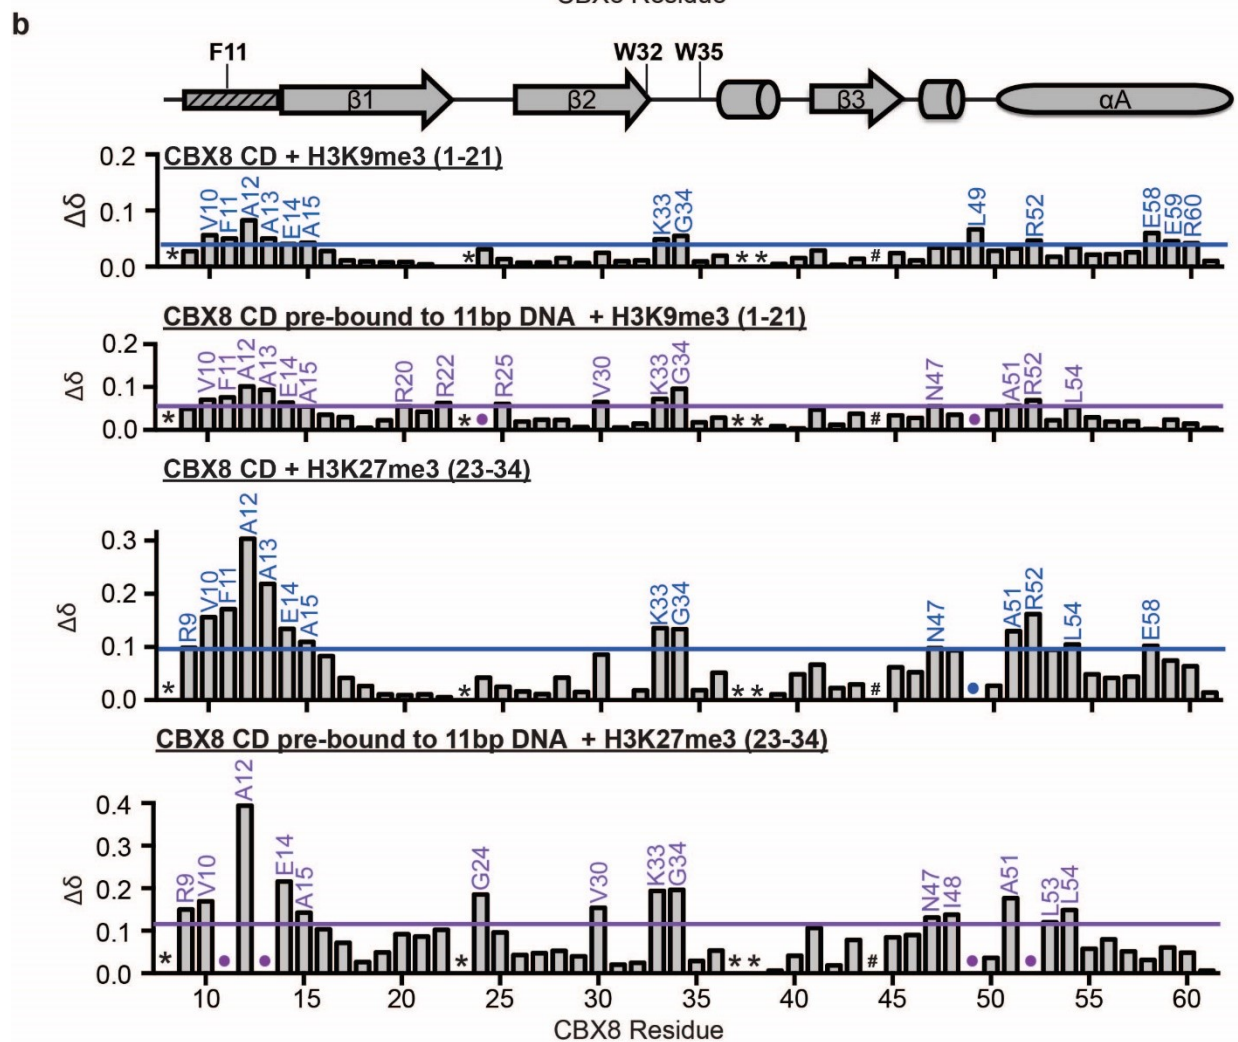 CBX8 Residue
b
F11 W32 W35
β1 β2 β3 αA
CBX8 CD + H3K9me3 (1-21)
Δδ
0.2
0.1
0.0
* V10 F11 A12 A13 E14 A15 * K33 G34 * * # L49 R52 E58 E59 R60
CBX8 CD pre-bound to 11bp DNA + H3K9me3 (1-21)
Δδ
0.2
0.1
0.0
* V10 F11 A12 A13 E14 A15 R20 R22 * R25 V30 K33 G34 * * # N47 A51 R52 L54
CBX8 CD + H3K27me3 (23-34)
Δδ
0.3
0.2
0.1
0.0
* R9 V10 F11 A12 A13 E14 A15 * K33 G34 * * # N47 A51 R52 L54 E58
CBX8 CD pre-bound to 11bp DNA + H3K27me3 (23-34)
Δδ
0.4
0.3
0.2
0.1
0.0
* R9 V10 A12 E14 A15 * G24 V30 K33 G34 * * # N47 I48 A51 L53 L54
10 15 20 25 30 35 40 45 50 55 60
CBX8 Residue